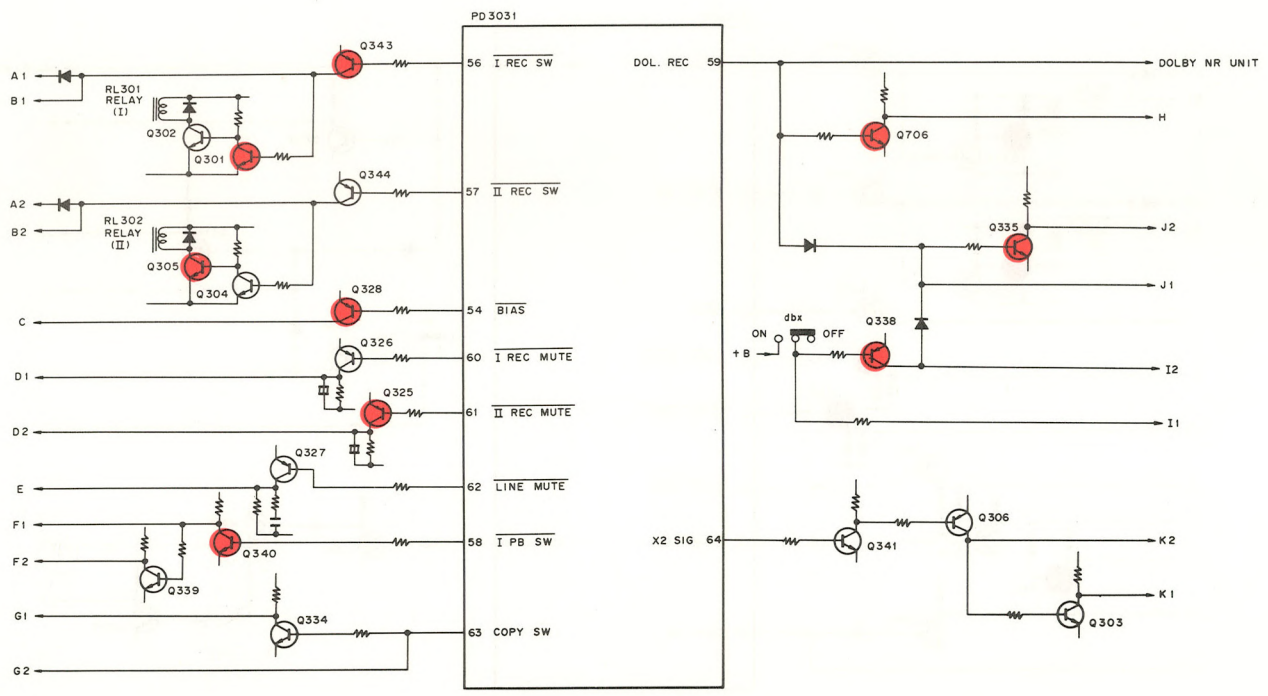 PD3031
Q343
56 I REC SW
DOL. REC 59
DOLBY NR UNIT
A1
B1
RL301
RELAY
(I)
Q302
Q301
H
Q706
Q344
57 II REC SW
A2
B2
RL302
RELAY
(II)
Q305
Q304
Q335
J2
J1
Q328
54 BIAS
C
dbx
ON OFF
+B
Q338
I2
Q326
60 I REC MUTE
D1
Q325
61 II REC MUTE
D2
I1
Q327
62 LINE MUTE
E
F1
Q340
58 I PB SW
F2
Q339
X2 SIG 64
Q341
Q306
K2
K1
Q303
G1
Q334
63 COPY SW
G2